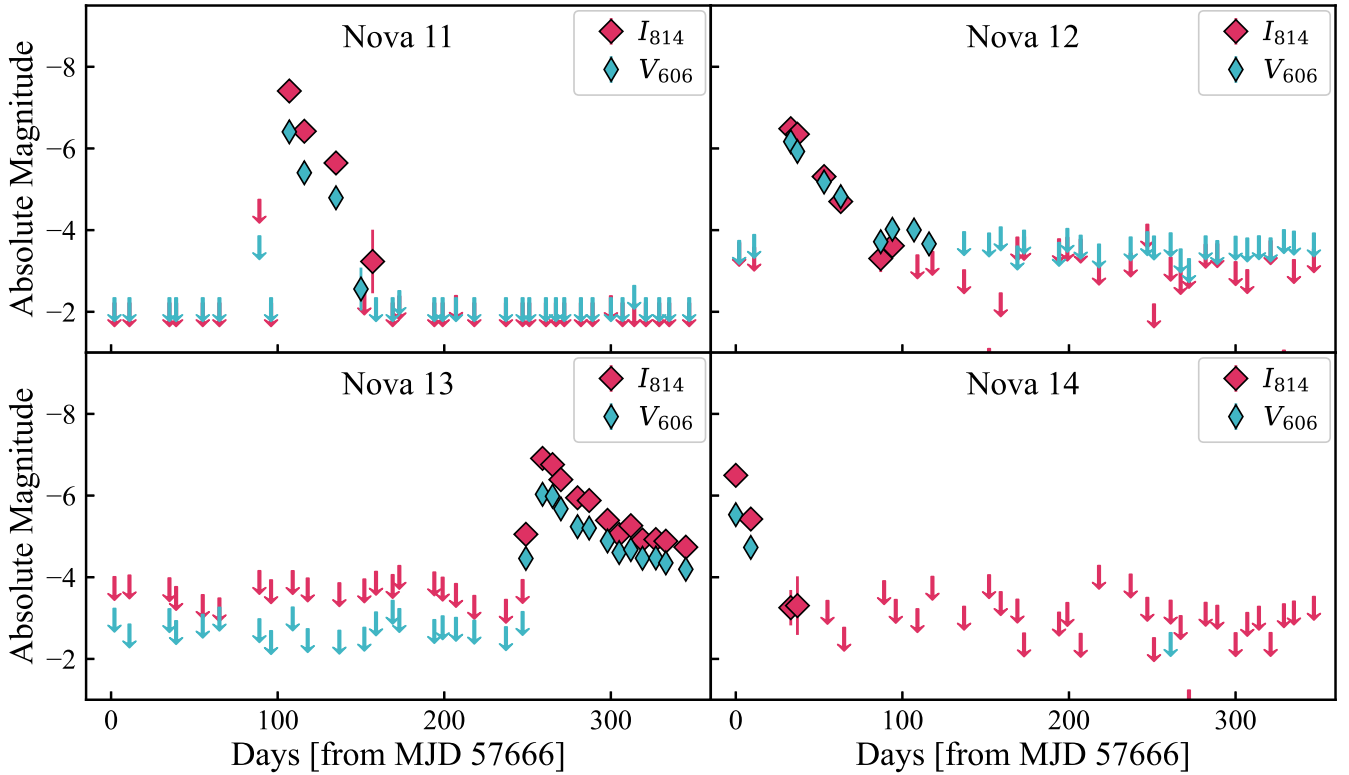 Nova 11
I814
V606
Nova 12
I814
V606
Absolute Magnitude
−8
−6
−4
−2
Nova 13
I814
V606
Nova 14
I814
V606
Absolute Magnitude
−8
−6
−4
−2
0 100 200 300
0 100 200 300
Days [from MJD 57666]
Days [from MJD 57666]